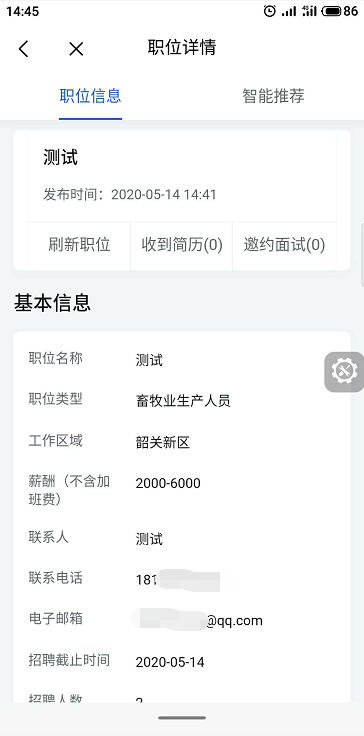 14:45
86
职位详情
职位信息
智能推荐
测试
发布时间：2020-05-14 14:41
刷新职位
收到简历(0)
邀约面试(0)
基本信息
职位名称
测试
职位类型
畜牧业生产人员
工作区域
韶关新区
薪酬（不含加
班费）
2000-6000
联系人
测试
联系电话
181
电子邮箱
@qq.com
招聘截止时间
2020-05-14
招聘人数